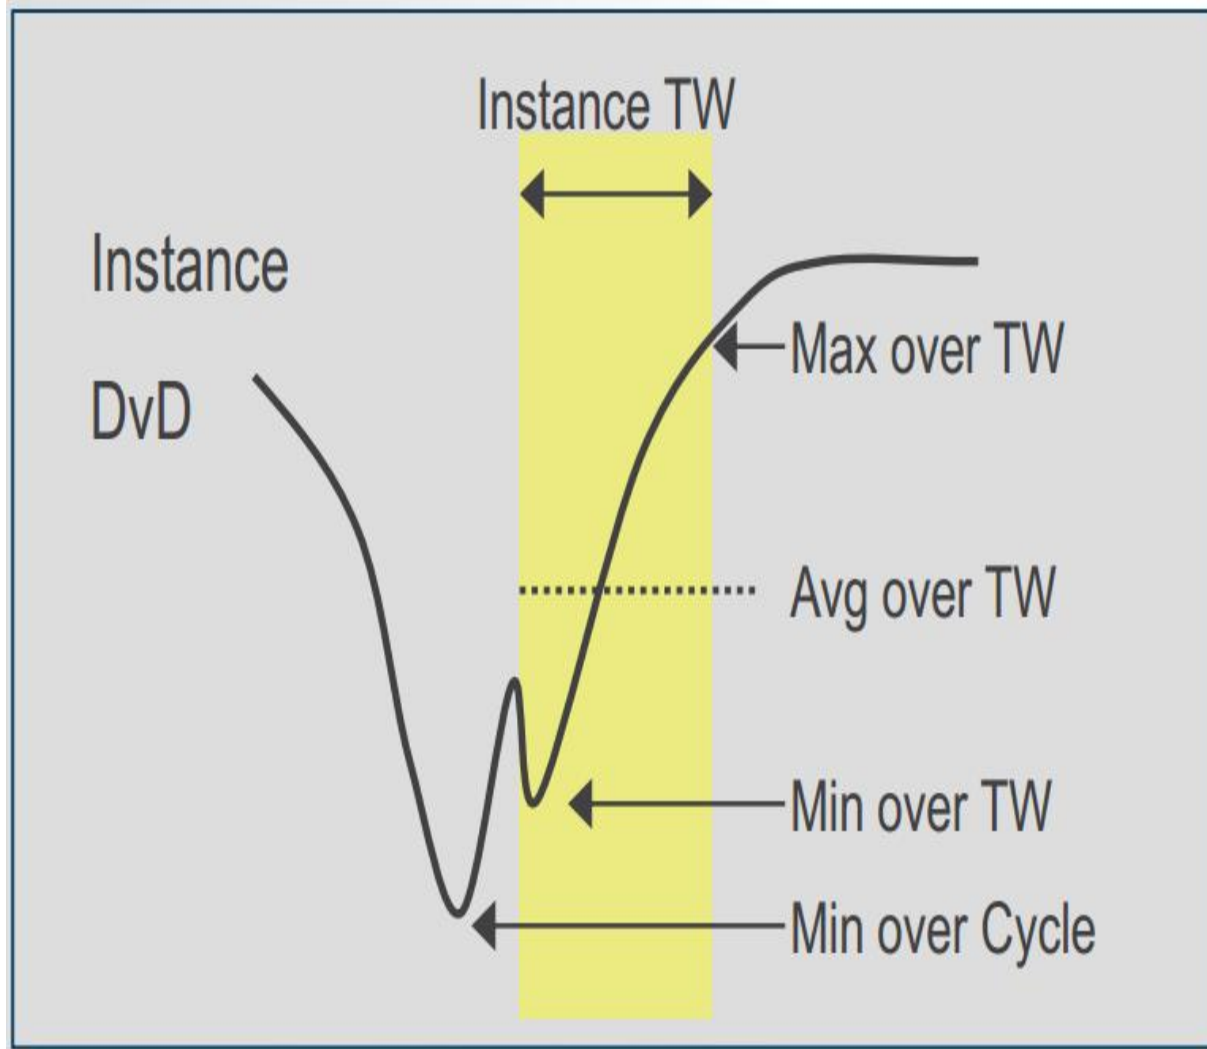 Instance TW
Instance
DvD
Max over TW
Avg over TW
Min over TW
Min over Cycle